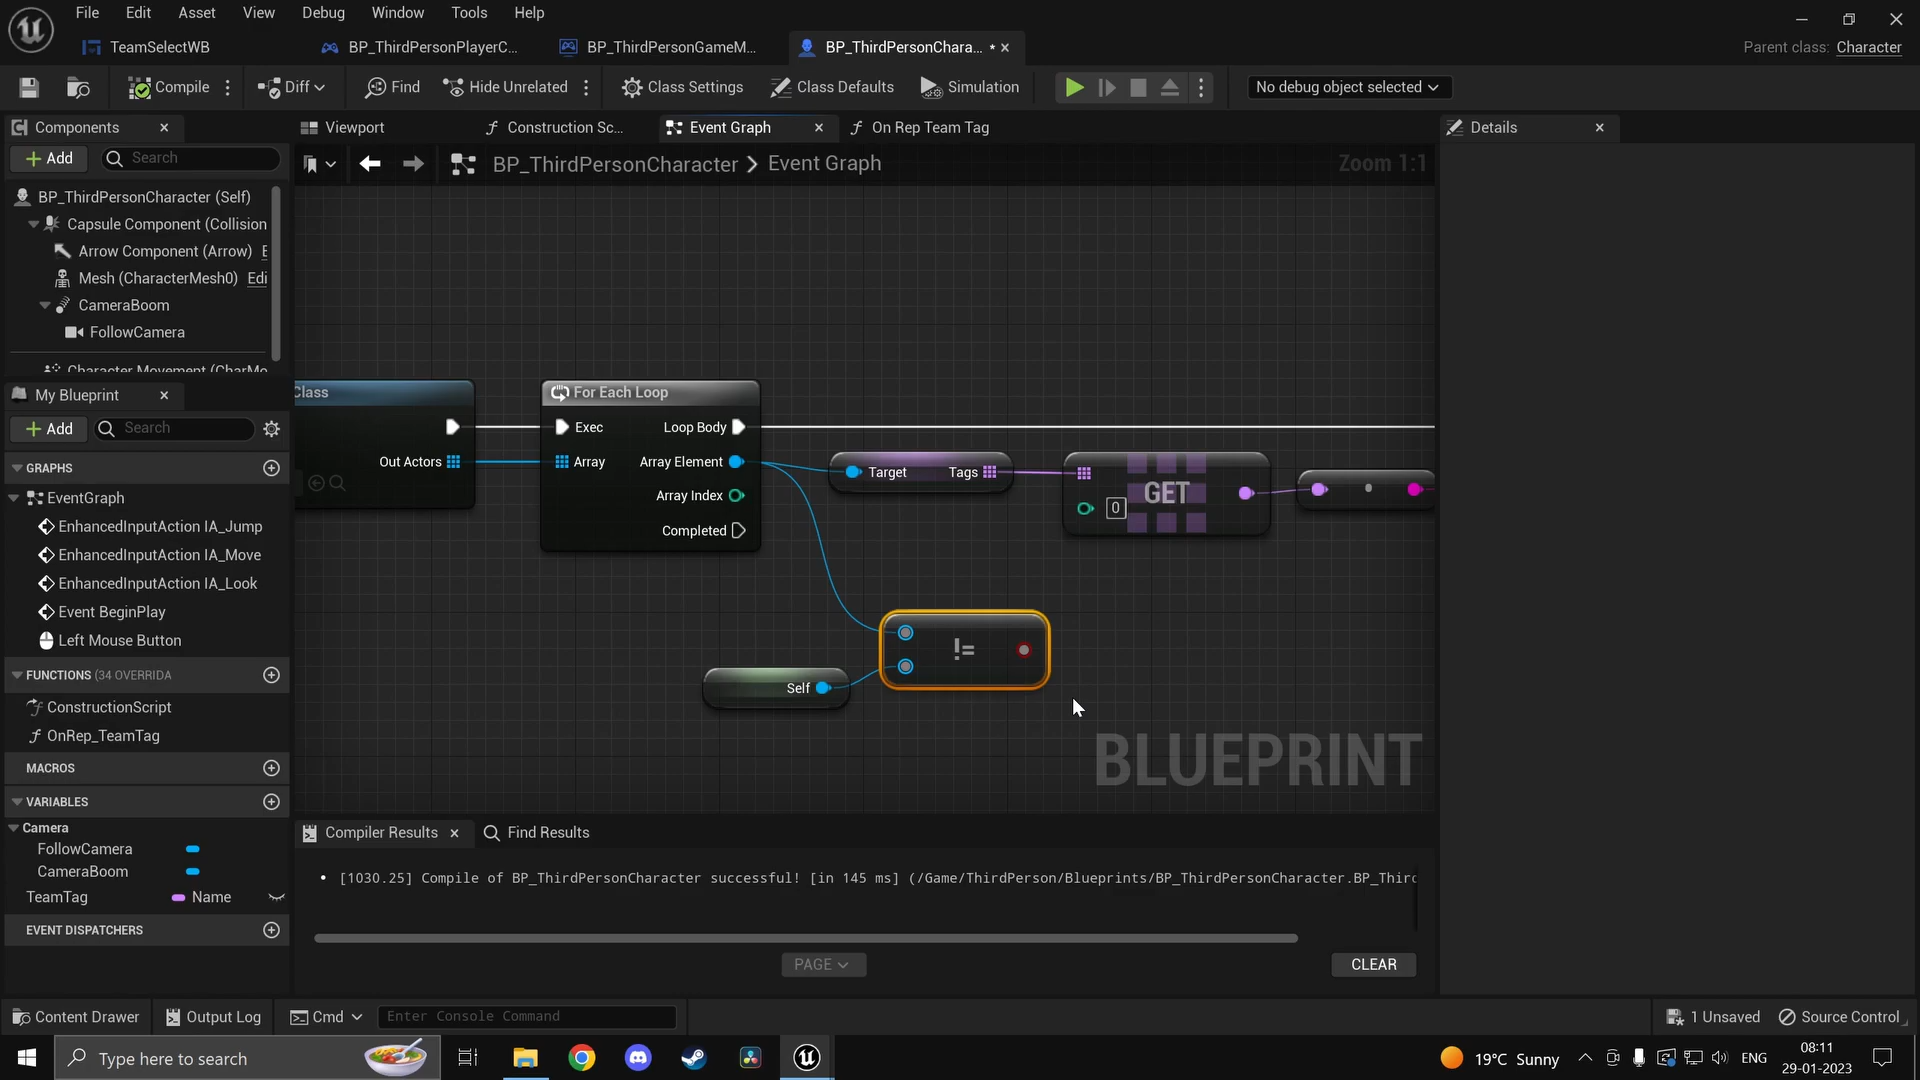 File Edit Asset View Debug Window Tools Help
TeamSelectWB BP_ThirdPersonPlayerC... BP_ThirdPersonGameM... BP_ThirdPersonChara... * Parent class: Character
Compile Diff Find Hide Unrelated Class Settings Class Defaults Simulation No debug object selected
Components Viewport Construction Sc... Event Graph On Rep Team Tag Details
Add Search BP_ThirdPersonCharacter > Event Graph Zoom 1:1
BP_ThirdPersonCharacter (Self)
Capsule Component (Collision
Arrow Component (Arrow) E
Mesh (CharacterMesh0) Edi
CameraBoom
FollowCamera
Character Movement (CharMo
My Blueprint
Add Search
GRAPHS
EventGraph
EnhancedInputAction IA_Jump
EnhancedInputAction IA_Move
EnhancedInputAction IA_Look
Event BeginPlay
Left Mouse Button
FUNCTIONS (34 OVERRIDA
ConstructionScript
OnRep_TeamTag
MACROS
VARIABLES
Camera
FollowCamera
CameraBoom
TeamTag Name
EVENT DISPATCHERS
Class
Out Actors
For Each Loop
Exec Loop Body
Array Array Element
Array Index
Completed
Target Tags
GET
0
!=
Self
BLUEPRINT
Compiler Results Find Results
• [1030.25] Compile of BP_ThirdPersonCharacter successful! [in 145 ms] (/Game/ThirdPerson/Blueprints/BP_ThirdPersonCharacter.BP_Thirc
PAGE CLEAR
Content Drawer Output Log Cmd Enter Console Command 1 Unsaved Source Control
Type here to search 19°C Sunny ENG 08:11
29-01-2023